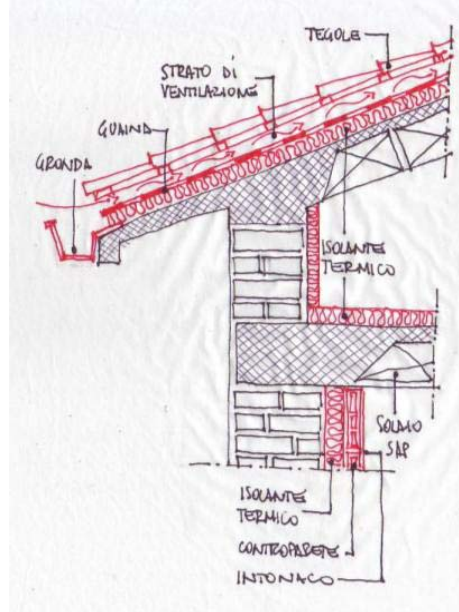 TEGOLE
STRATO DI
VENTILAZIONE
GUAINA
GRONDA
ISOLANTE
TERMICO
SOLAIO
SAP
ISOLANTE
TERMICO
CONTROPARETE
INTONACO